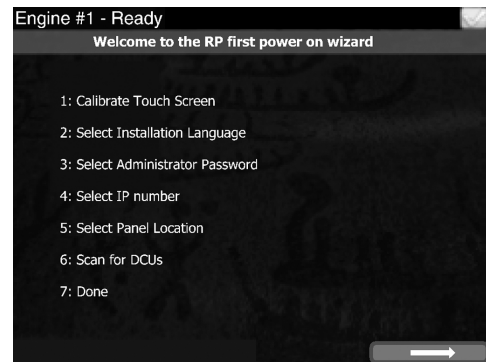 Engine #1 - Ready
Welcome to the RP first power on wizard
1: Calibrate Touch Screen
2: Select Installation Language
3: Select Administrator Password
4: Select IP number
5: Select Panel Location
6: Scan for DCUs
7: Done